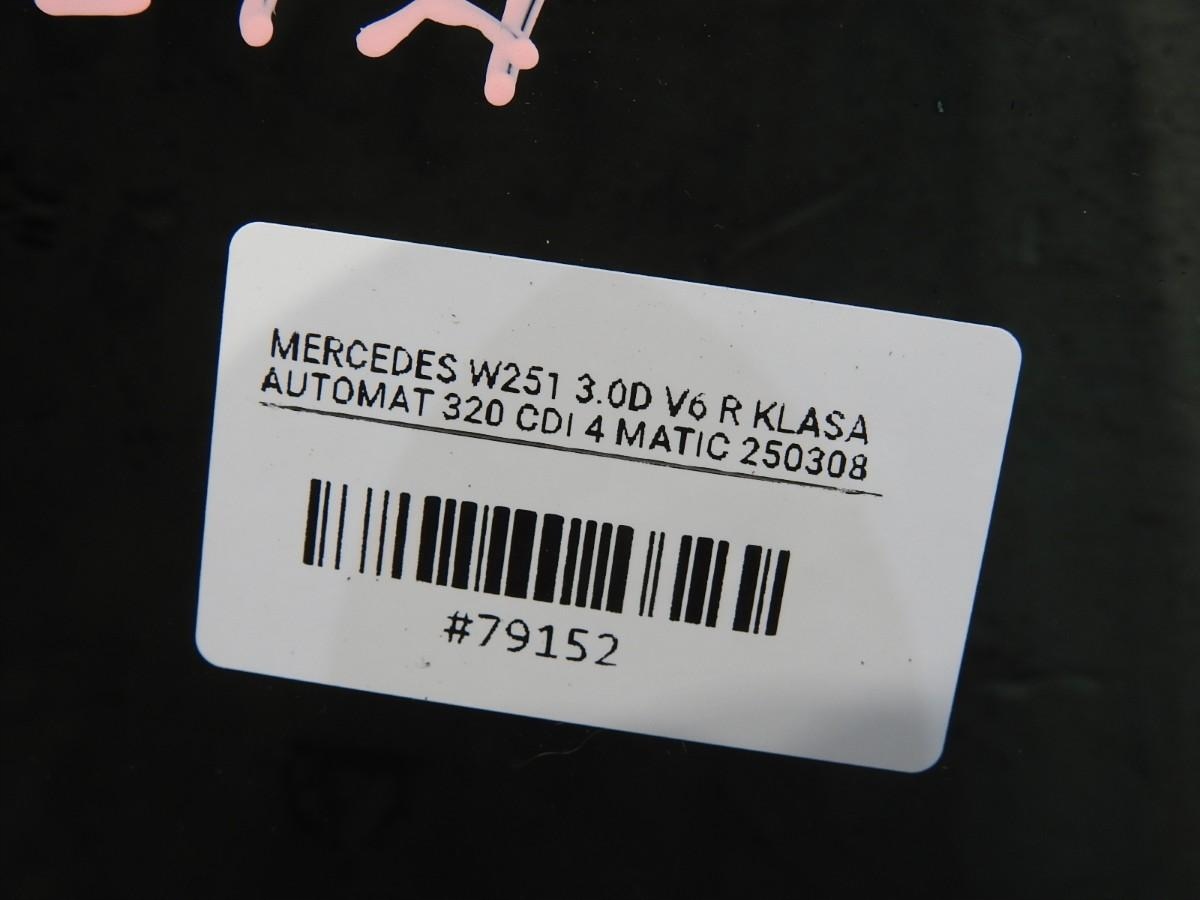 MERCEDES W251 3.0D V6 R KLASA
AUTOMAT 320 CDI 4 MATIC 250308
#79152